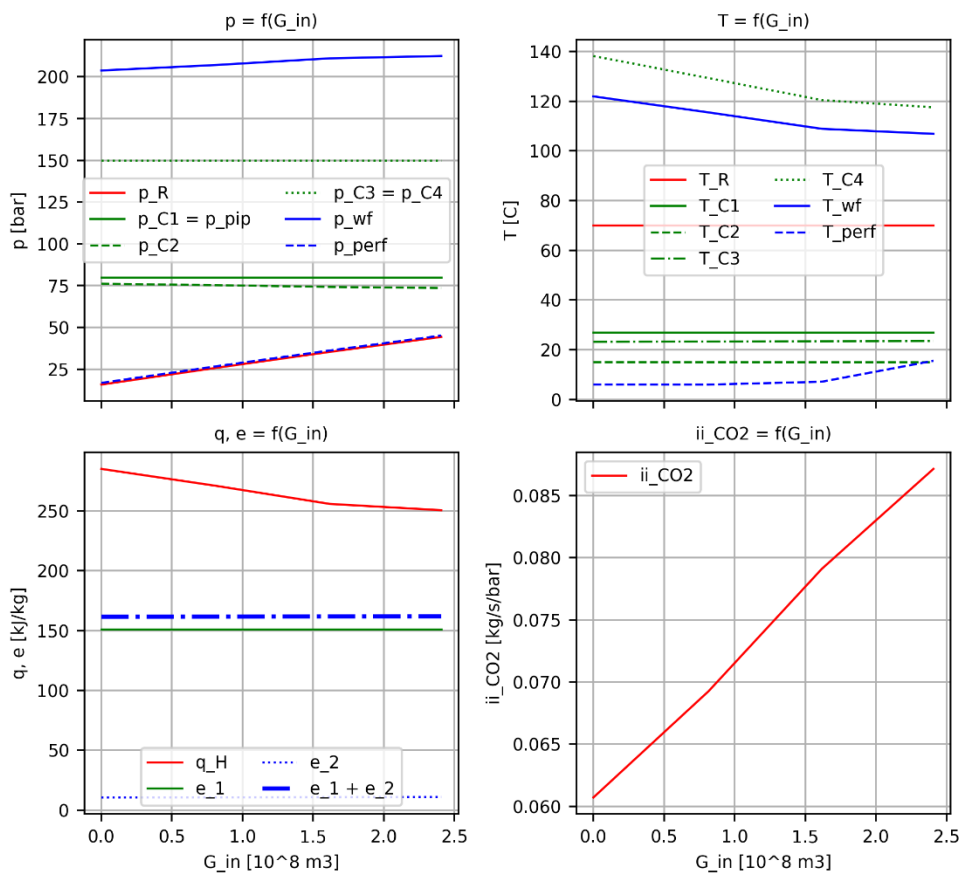 p = f(G_in)
200
175
150
125
100
75
50
25
p [bar]
p_R
p_C1 = p_pip
p_C2
p_C3 = p_C4
p_wf
p_perf
T = f(G_in)
140
120
100
80
60
40
20
0
T [C]
T_R
T_C1
T_C2
T_C3
T_C4
T_wf
T_perf
q, e = f(G_in)
250
200
150
100
50
0
q, e [kJ/kg]
q_H
e_1
e_2
e_1 + e_2
0.0 0.5 1.0 1.5 2.0 2.5
G_in [10^8 m3]
ii_CO2 = f(G_in)
ii_CO2
0.085
0.080
0.075
0.070
0.065
0.060
ii_CO2 [kg/s/bar]
0.0 0.5 1.0 1.5 2.0 2.5
G_in [10^8 m3]